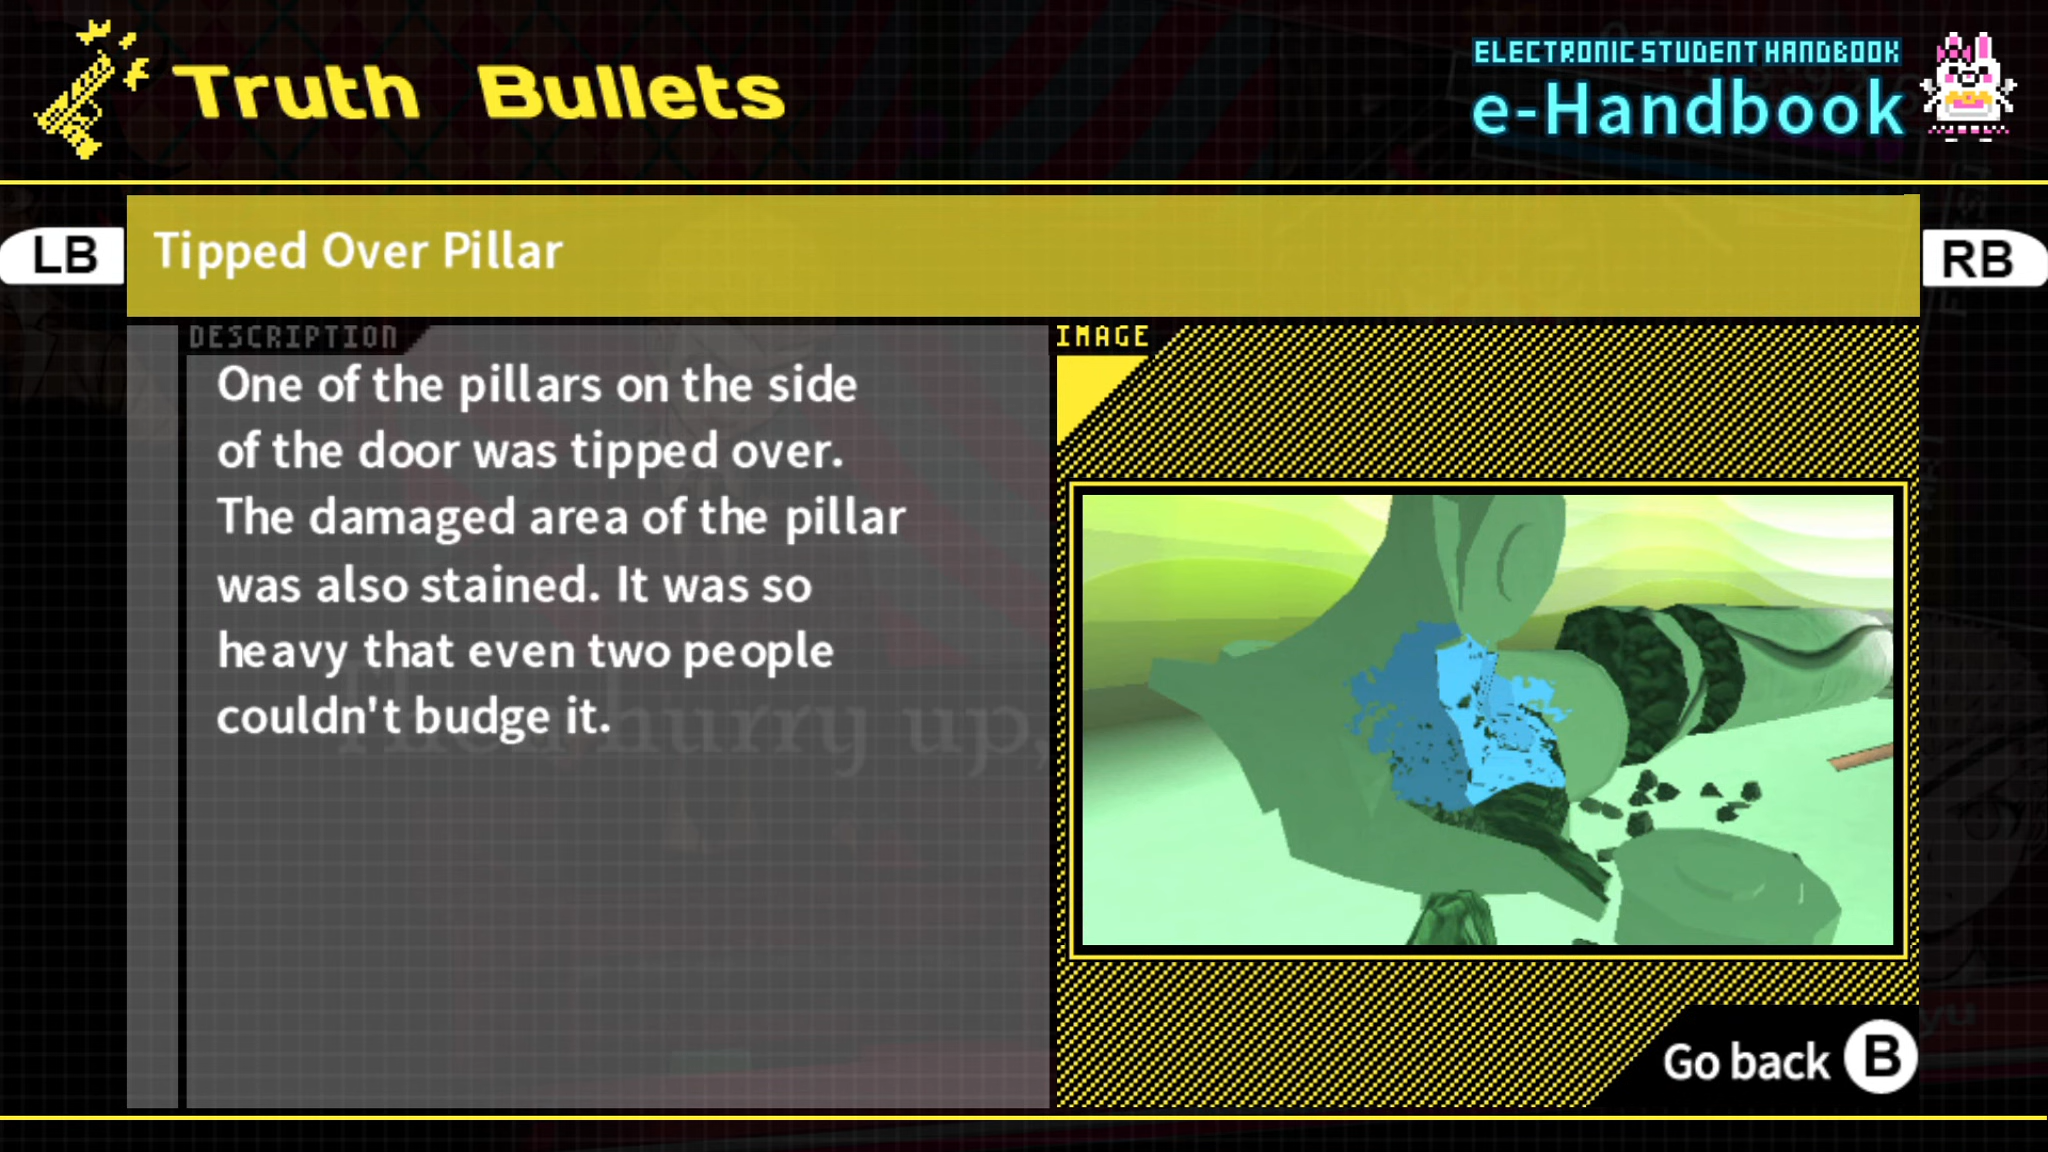 Truth Bullets
ELECTRONIC STUDENT HANDBOOK
e-Handbook
LB
Tipped Over Pillar
RB
DESCRIPTION
IMAGE
One of the pillars on the side
of the door was tipped over.
The damaged area of the pillar
was also stained. It was so
heavy that even two people
couldn't budge it.
hurry up,
Go back B